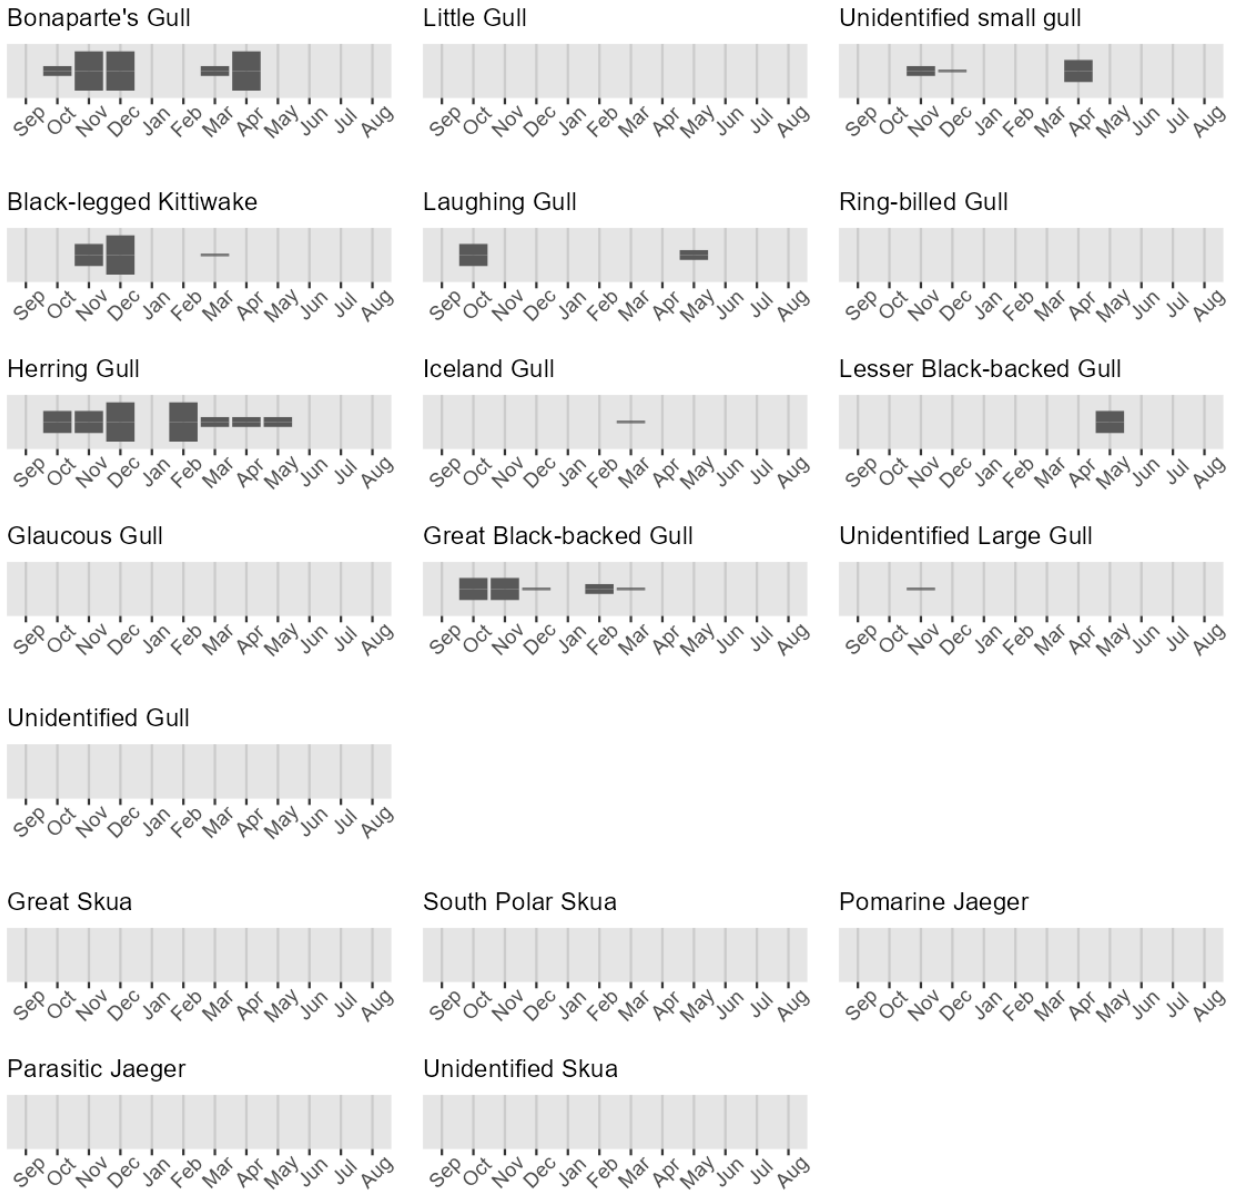 Bonaparte's Gull Little Gull Unidentified small gull
Sep Oct Nov Dec Jan Feb Mar Apr May Jun Jul Aug Sep Oct Nov Dec Jan Feb Mar Apr May Jun Jul Aug Sep Oct Nov Dec Jan Feb Mar Apr May Jun Jul Aug
Black-legged Kittiwake Laughing Gull Ring-billed Gull
Sep Oct Nov Dec Jan Feb Mar Apr May Jun Jul Aug Sep Oct Nov Dec Jan Feb Mar Apr May Jun Jul Aug Sep Oct Nov Dec Jan Feb Mar Apr May Jun Jul Aug
Herring Gull Iceland Gull Lesser Black-backed Gull
Sep Oct Nov Dec Jan Feb Mar Apr May Jun Jul Aug Sep Oct Nov Dec Jan Feb Mar Apr May Jun Jul Aug Sep Oct Nov Dec Jan Feb Mar Apr May Jun Jul Aug
Glaucous Gull Great Black-backed Gull Unidentified Large Gull
Sep Oct Nov Dec Jan Feb Mar Apr May Jun Jul Aug Sep Oct Nov Dec Jan Feb Mar Apr May Jun Jul Aug Sep Oct Nov Dec Jan Feb Mar Apr May Jun Jul Aug
Unidentified Gull
Sep Oct Nov Dec Jan Feb Mar Apr May Jun Jul Aug
Great Skua South Polar Skua Pomarine Jaeger
Sep Oct Nov Dec Jan Feb Mar Apr May Jun Jul Aug Sep Oct Nov Dec Jan Feb Mar Apr May Jun Jul Aug Sep Oct Nov Dec Jan Feb Mar Apr May Jun Jul Aug
Parasitic Jaeger Unidentified Skua
Sep Oct Nov Dec Jan Feb Mar Apr May Jun Jul Aug Sep Oct Nov Dec Jan Feb Mar Apr May Jun Jul Aug